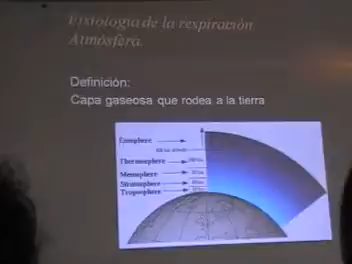 Fisiología de la respiración
Atmósfera.
Definición:
Capa gaseosa que rodea a la tierra
Exosphere
Thermosphere
Mesosphere
Stratosphere
Troposphere